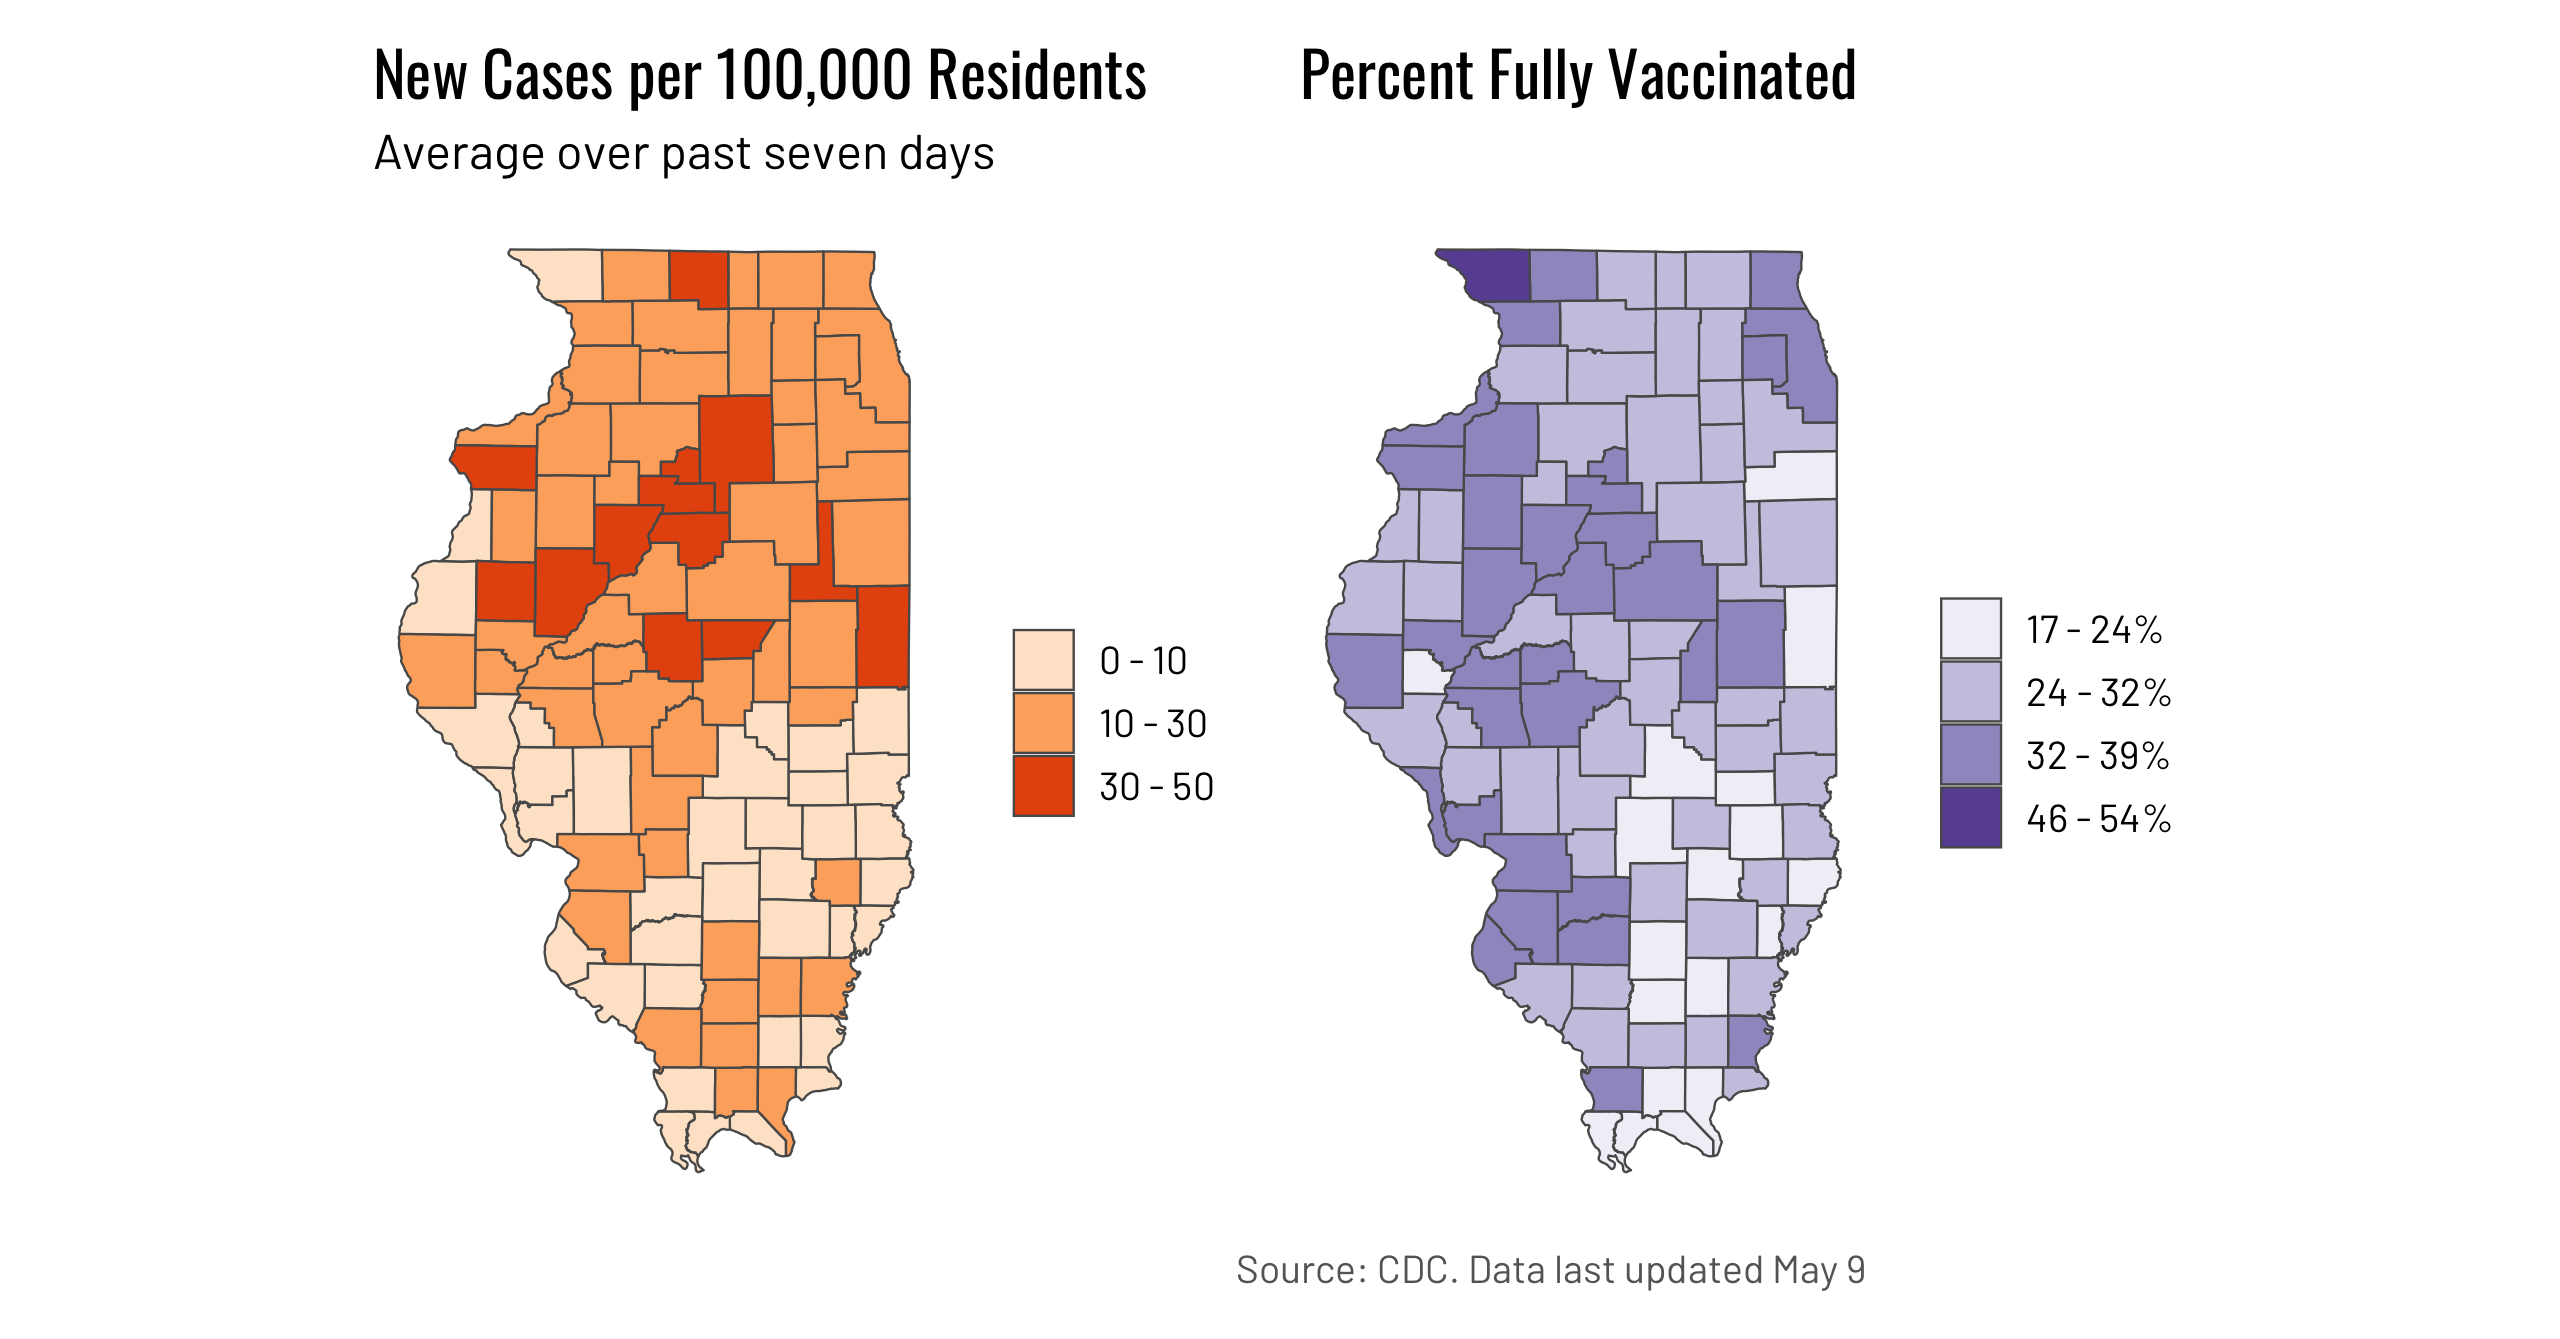 New Cases per 100,000 Residents
Average over past seven days
0 - 10
10 - 30
30 - 50
Percent Fully Vaccinated
17 - 24%
24 - 32%
32 - 39%
46 - 54%
Source: CDC. Data last updated May 9